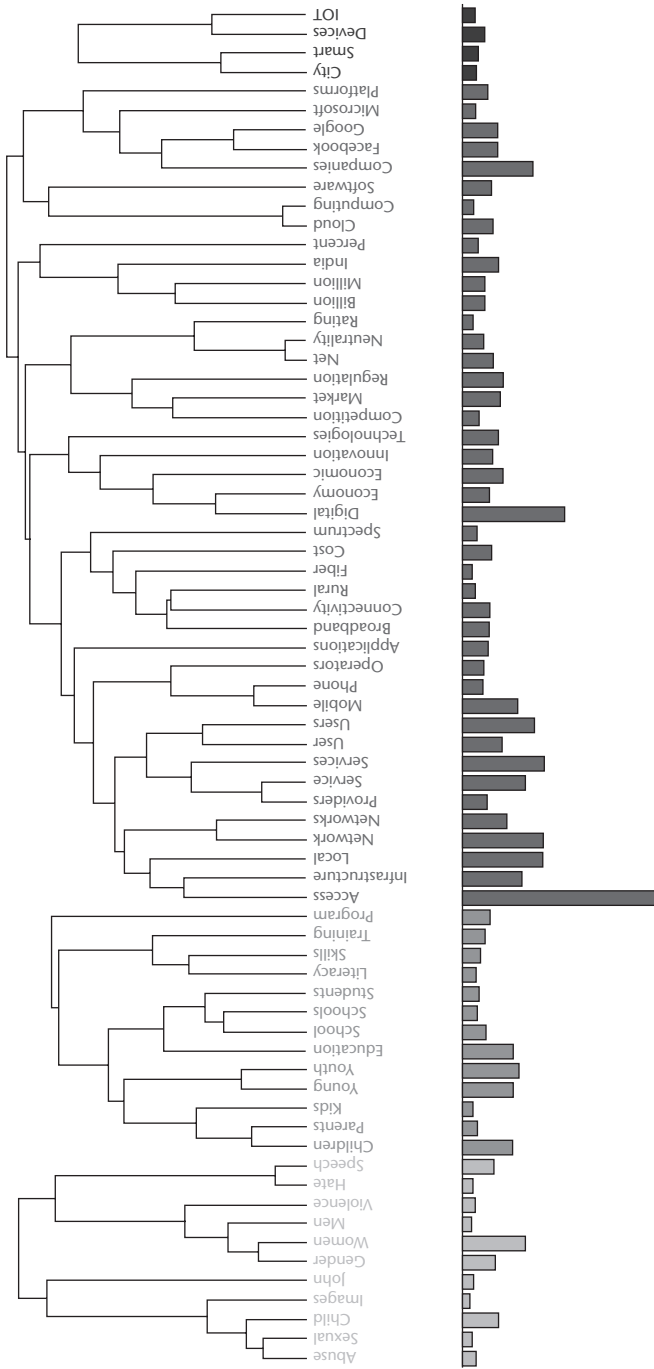 Abuse
Sexual
Child
Images
John
Gender
Women
Men
Violence
Hate
Speech
Children
Parents
Kids
Young
Youth
Education
School
Schools
Students
Literacy
Skills
Training
Program
Access
Infrastructure
Local
Network
Networks
Providers
Service
Services
User
Users
Mobile
Phone
Operators
Applications
Broadband
Connectivity
Rural
Fiber
Cost
Spectrum
Digital
Economy
Economic
Innovation
Technologies
Competition
Market
Regulation
Net
Neutrality
Rating
Billion
Million
India
Percent
Cloud
Computing
Software
Companies
Facebook
Google
Microsoft
Platforms
City
Smart
Devices
IOT